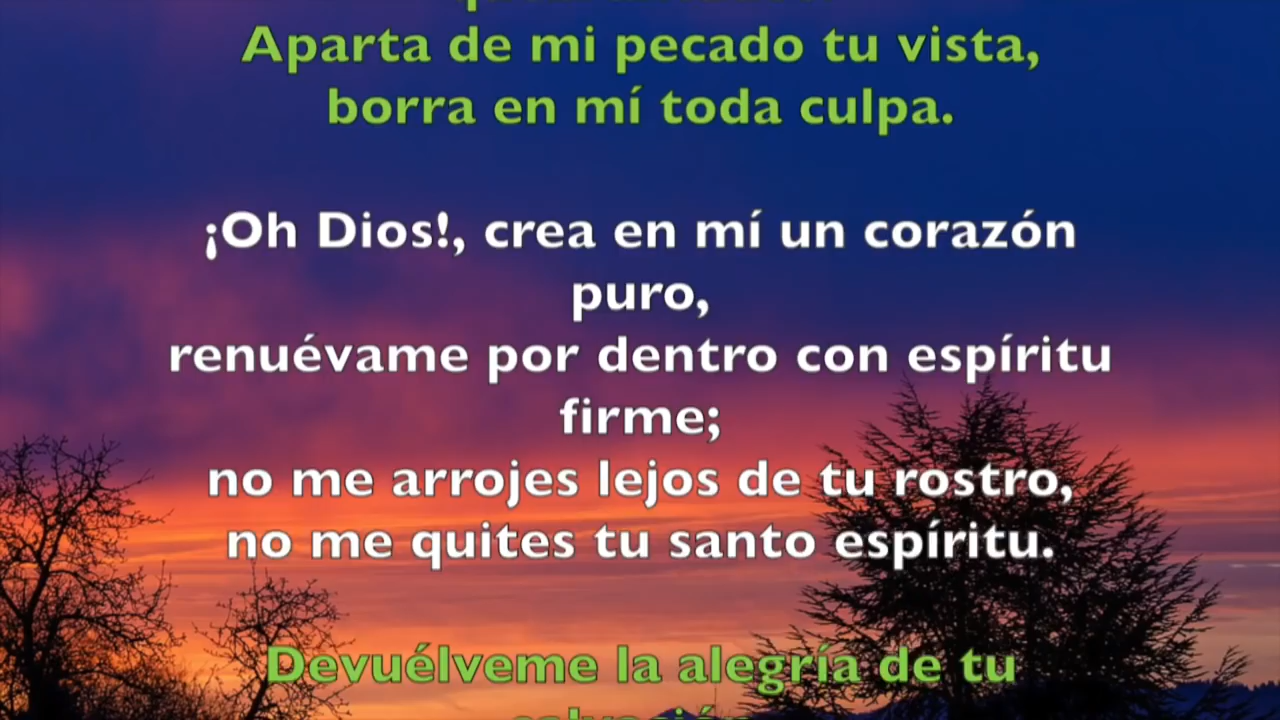 Aparta de mi pecado tu vista,
borra en mí toda culpa.
¡Oh Dios!, crea en mí un corazón
puro,
renuévame por dentro con espíritu
firme;
no me arrojes lejos de tu rostro,
no me quites tu santo espíritu.
Devuélveme la alegría de tu